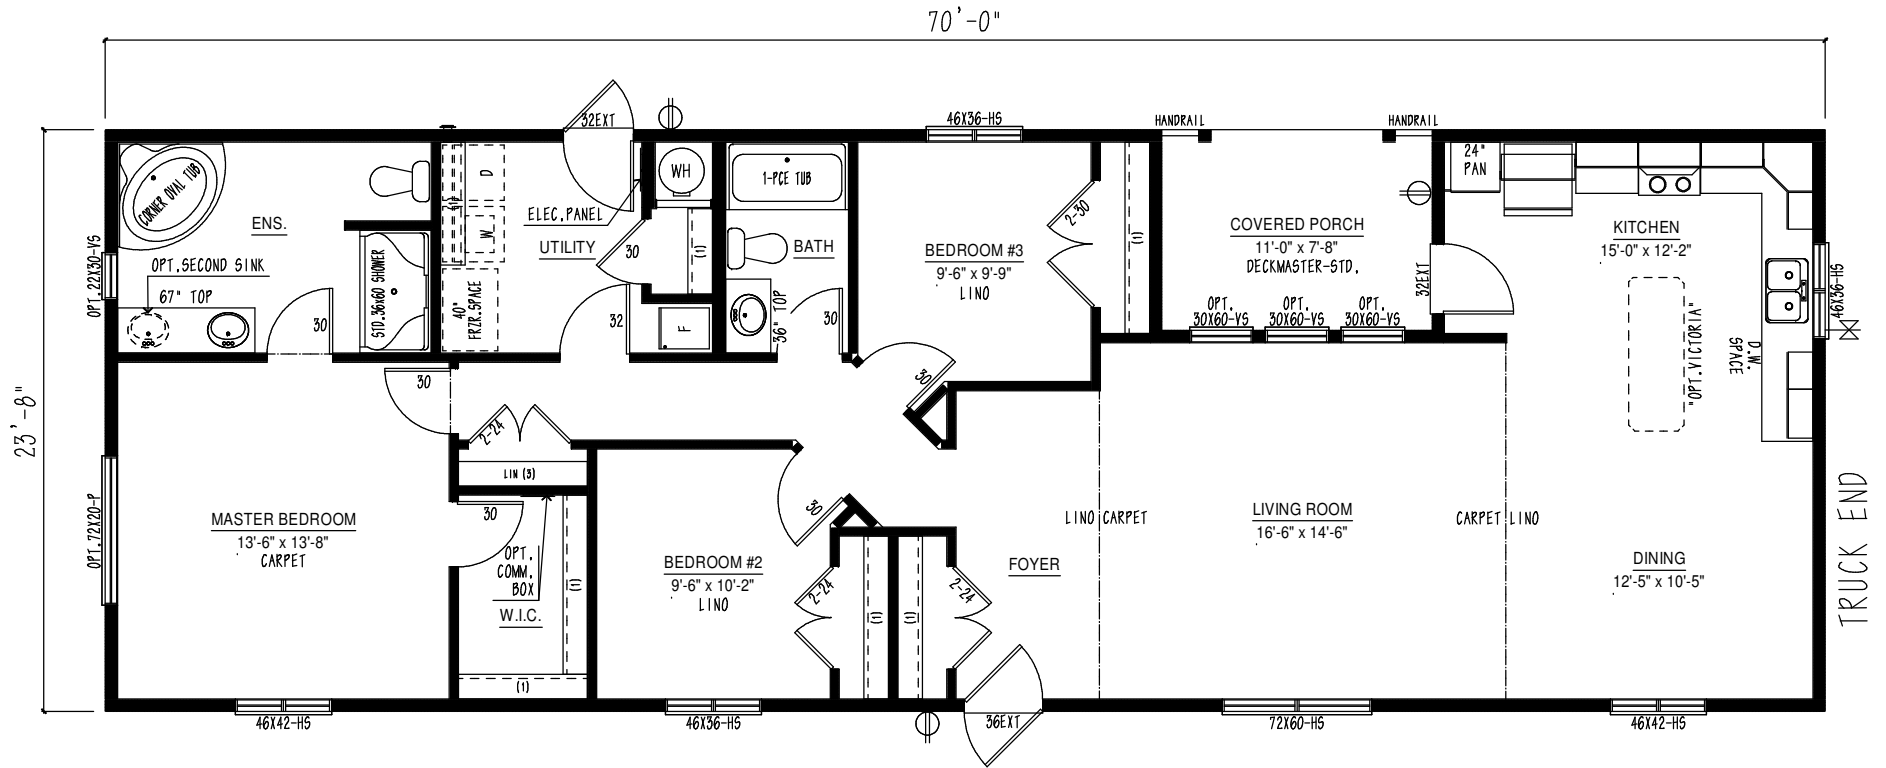 70'-0"
23'-8"
TRUCK END
32EXT
46X36-HS
HANDRAIL
HANDRAIL
CORNER OVAL TUB
ENS.
OPT.SECOND SINK
67" TOP
OPT.22X30-VS
30
STD.36x60 SHOWER
D
W
(1)
40"
FRZR.SPACE
ELEC.PANEL
UTILITY
WH
30
(1)
32
F
1-PCE TUB
BATH
36" TOP
30
BEDROOM #3
9'-6" x 9'-9"
LINO
2-30
(1)
30
COVERED PORCH
11'-0" x 7'-8"
DECKMASTER-STD.
OPT.
30X60-VS
OPT.
30X60-VS
OPT.
30X60-VS
32EXT
24"
PAN
KITCHEN
15'-0" x 12'-2"
"OPT.VICTORIA"
D.W.
SPACE
46X36-HS
30
2-24
LIN (3)
MASTER BEDROOM
13'-6" x 13'-8"
CARPET
OPT.72X20-P
30
OPT.
COMM.
BOX
W.I.C.
(1)
(1)
BEDROOM #2
9'-6" x 10'-2"
LINO
30
2-24
(1)
(1)
2-24
FOYER
LINO CARPET
LIVING ROOM
16'-6" x 14'-6"
CARPET LINO
DINING
12'-5" x 10'-5"
46X42-HS
46X36-HS
36EXT
72X60-HS
46X42-HS